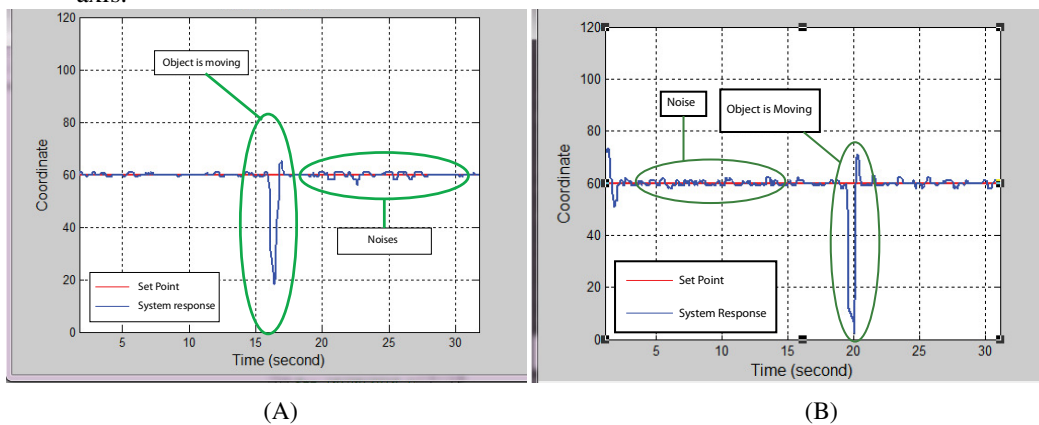 axis.
120
100
80
60
40
20
0
Coordinate
Object is moving
Noises
Set Point
System response
5
10
15
20
25
30
Time (second)
(A)
120
100
80
60
40
20
0
Coordinate
Noise
Object is Moving
Set Point
System Response
5
10
15
20
25
30
Time (second)
(B)